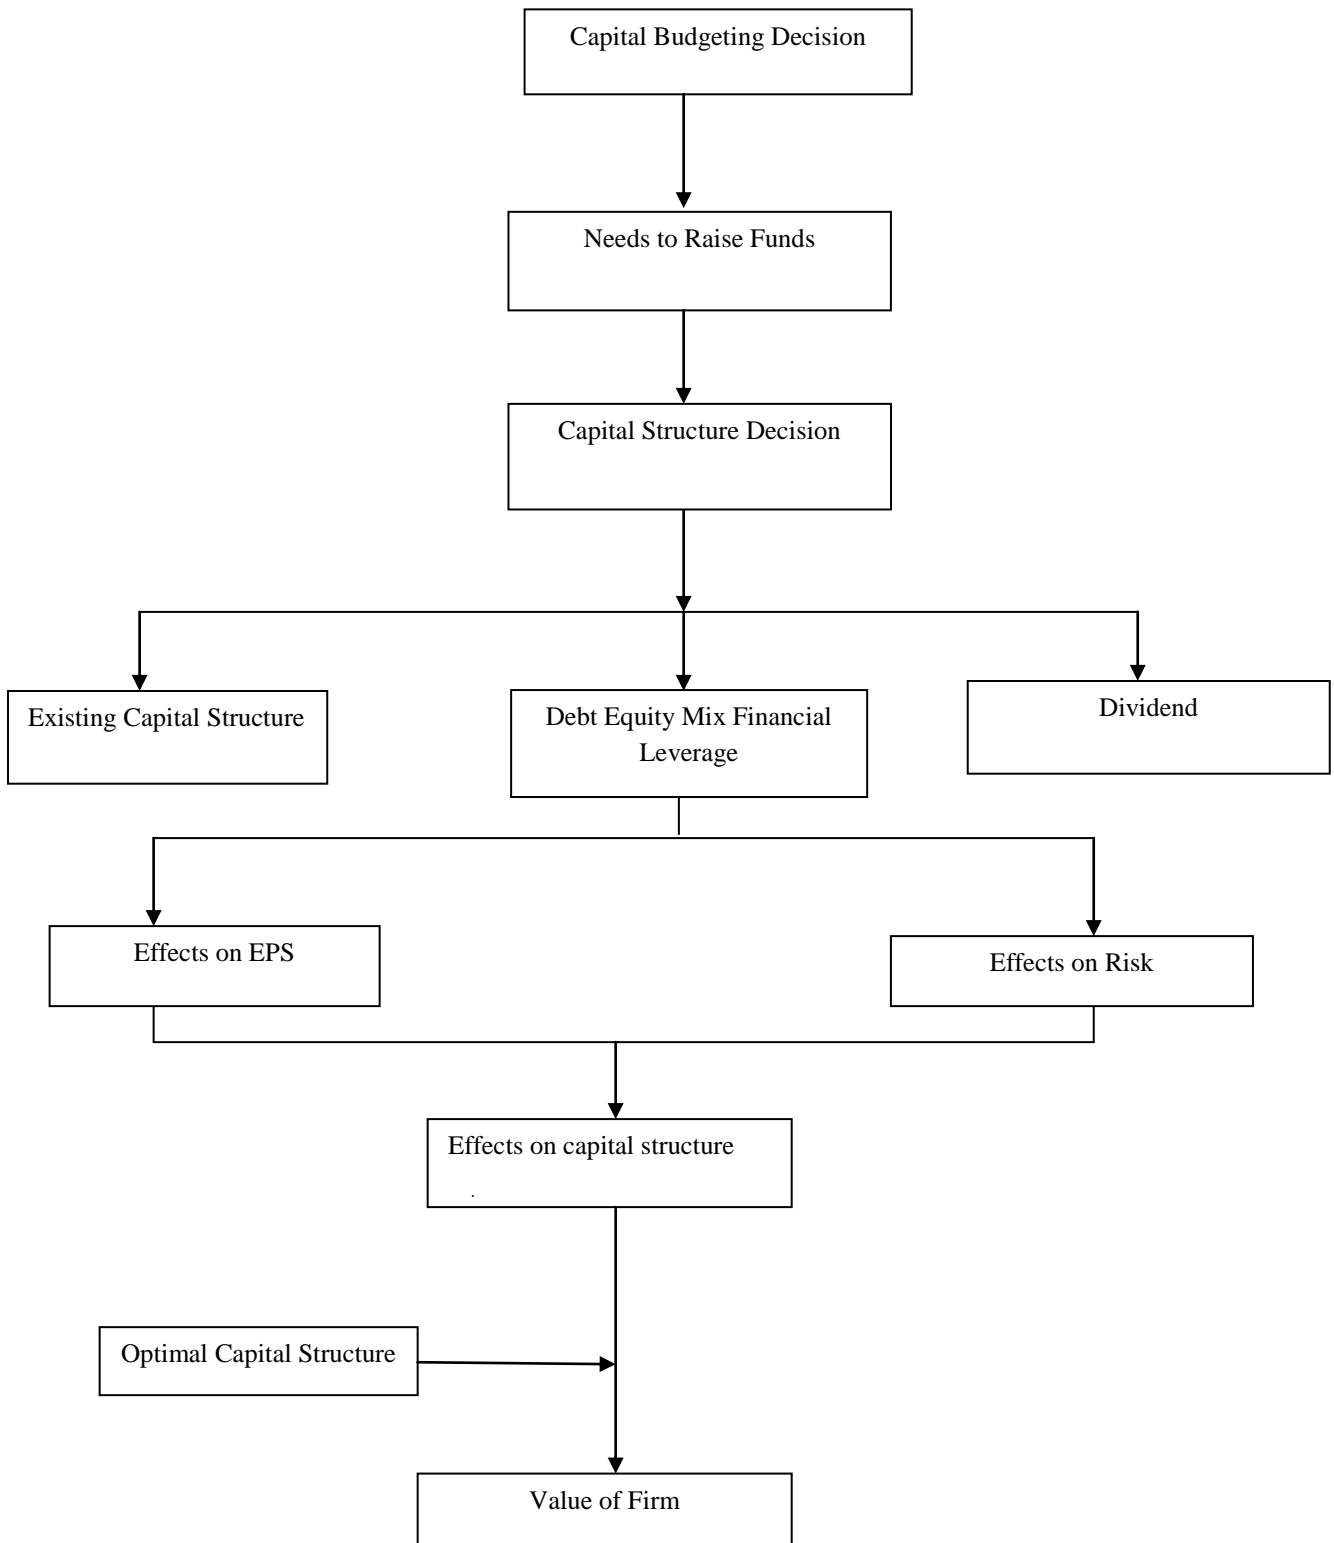 Capital Budgeting Decision
Needs to Raise Funds
Capital Structure Decision
Existing Capital Structure
Debt Equity Mix Financial
Leverage
Dividend
Effects on EPS
Effects on Risk
Effects on capital structure
.
Optimal Capital Structure
Value of Firm